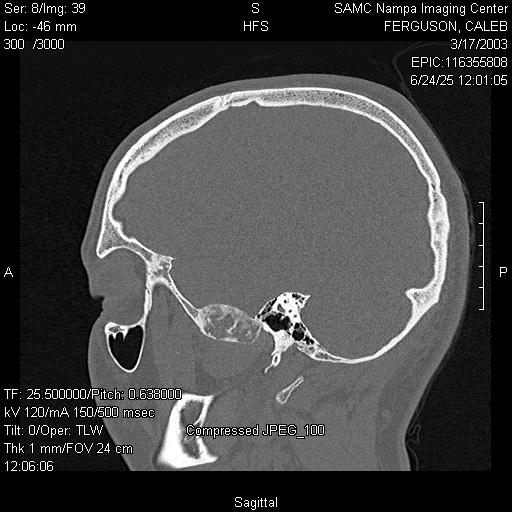 Ser: 8/Img: 39
Loc: -46 mm
300 /3000
S
HFS
SAMC Nampa Imaging Center
FERGUSON, CALEB
3/17/2003
EPIC:116355808
6/24/25 12:01:05
A
P
TF: 25.500000/Pitch: 0.638000
kV 120/mA 150/500 msec
Tilt: 0/Oper: TLW
Thk 1 mm/FOV 24 cm
12:06:06
Compressed JPEG_100
Sagittal